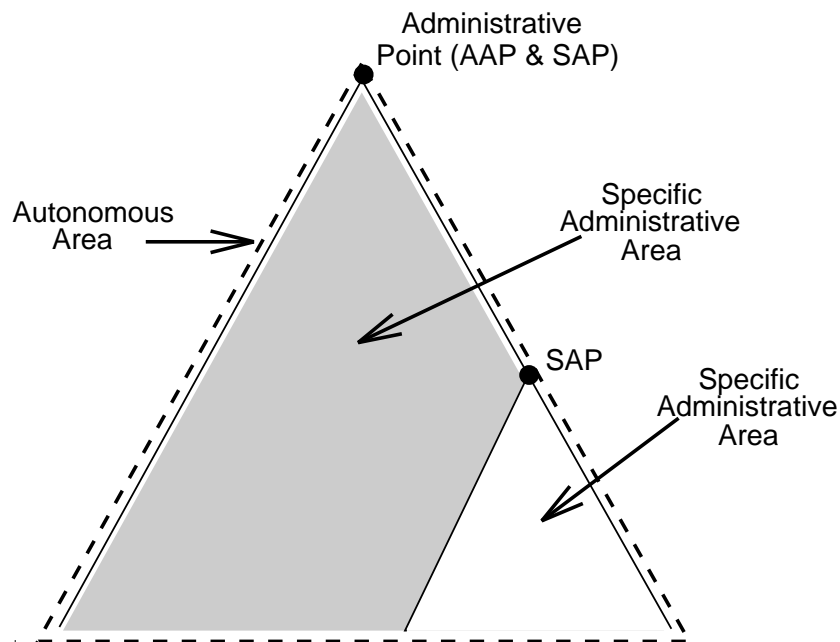 Administrative
Point (AAP & SAP)
Autonomous
Area
Specific
Administrative
Area
SAP
Specific
Administrative
Area